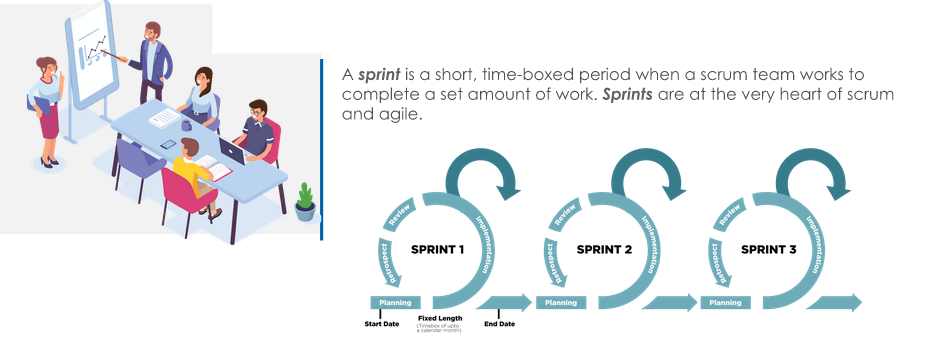 A sprint is a short, time-boxed period when a scrum team works to
complete a set amount of work. Sprints are at the very heart of scrum
and agile.
Review
Implementation
SPRINT 1
Retrospect
Planning
Start Date
Fixed Length
(Timebox of upto
a calendar month)
End Date
Review
Implementation
SPRINT 2
Retrospect
Planning
Review
Implementation
SPRINT 3
Retrospect
Planning